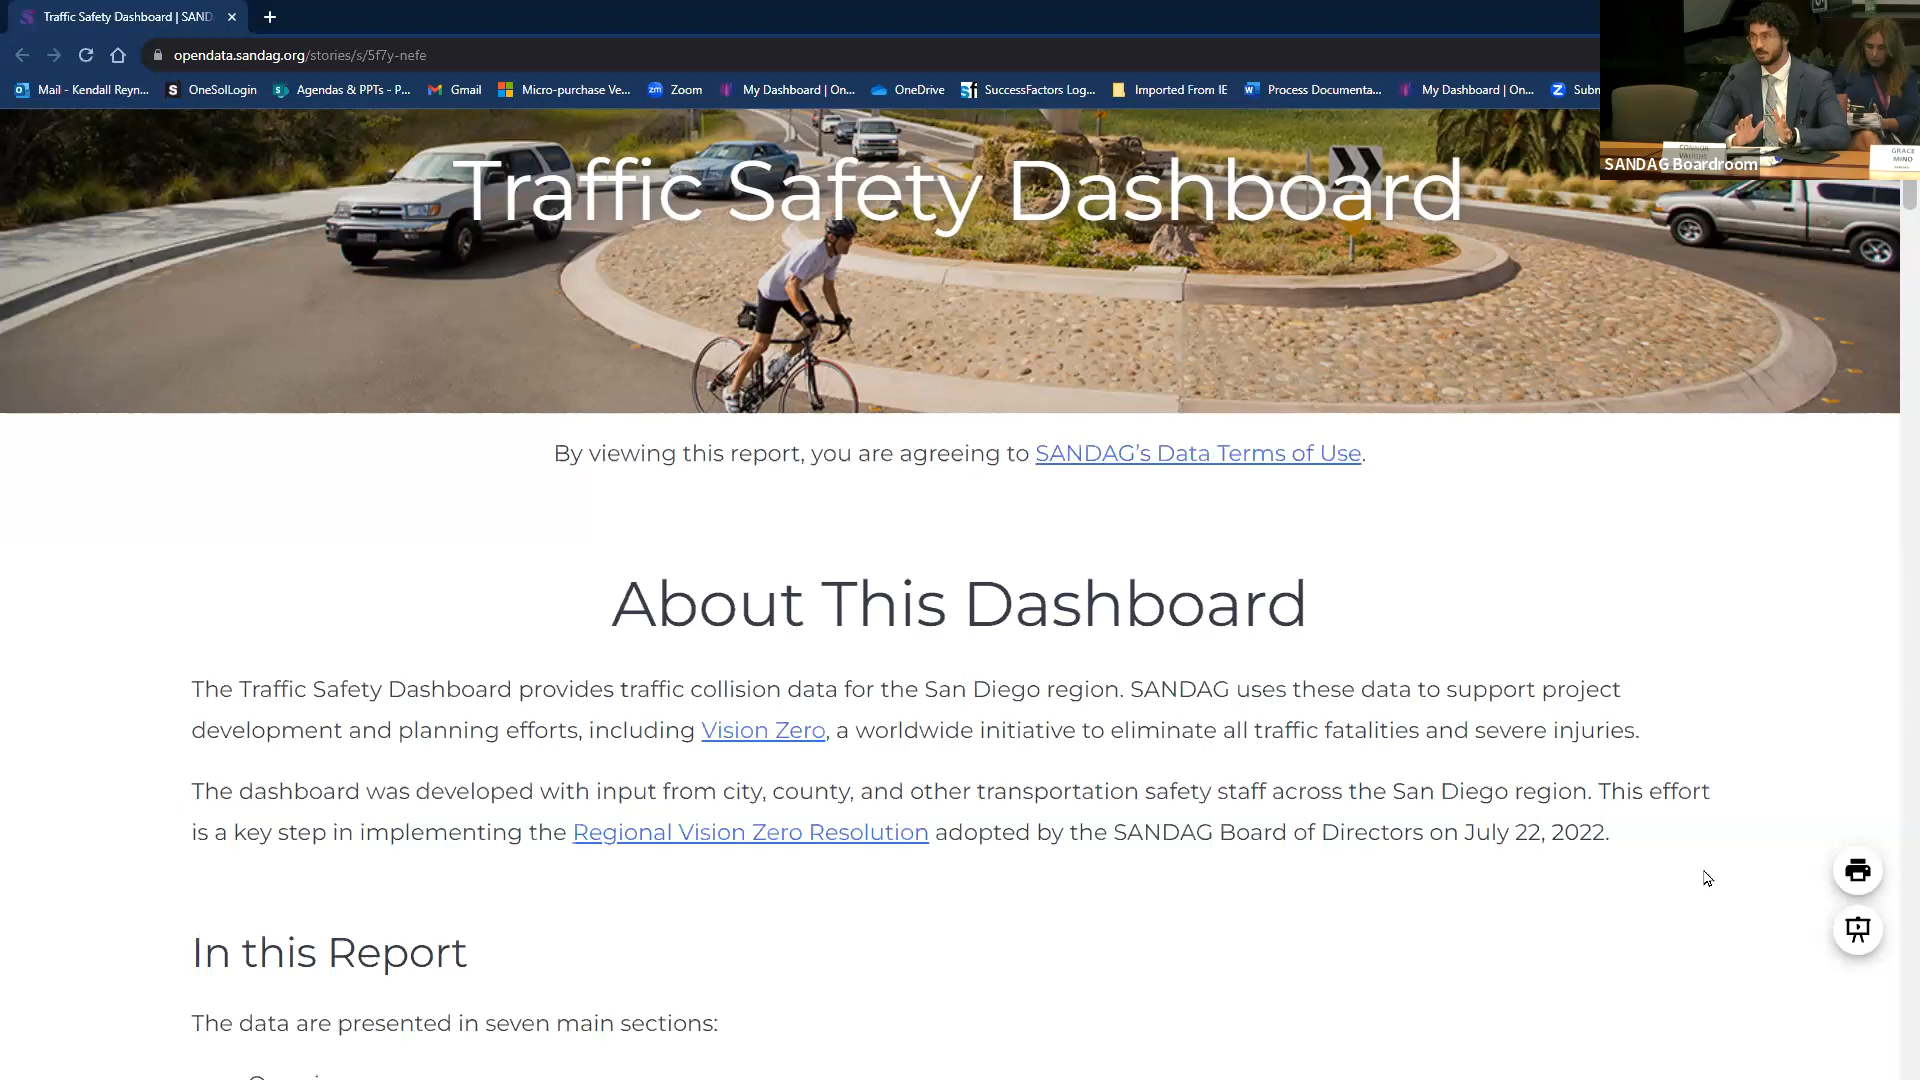 Traffic Safety Dashboard | SAND
opendata.sandag.org/stories/s/5f7y-nefe
Mail - Kendall Reyn... OneSolLogin Agendas & PPTs - P... Gmail Micro-purchase Ve... Zoom My Dashboard | On... OneDrive SuccessFactors Log... Imported From IE Process Documenta... My Dashboard | On... Subm
CONNOR
GRACE
MINO
SANDAG Boardroom
Traffic Safety Dashboard
By viewing this report, you are agreeing to SANDAG’s Data Terms of Use.
About This Dashboard
The Traffic Safety Dashboard provides traffic collision data for the San Diego region. SANDAG uses these data to support project
development and planning efforts, including Vision Zero, a worldwide initiative to eliminate all traffic fatalities and severe injuries.
The dashboard was developed with input from city, county, and other transportation safety staff across the San Diego region. This effort
is a key step in implementing the Regional Vision Zero Resolution adopted by the SANDAG Board of Directors on July 22, 2022.
In this Report
The data are presented in seven main sections: